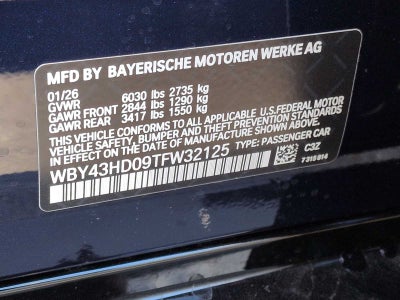 MFD BY BAYERISCHE MOTOREN WERKE AG
01/26
GVWR 6030 lbs 2735 kg
GAWR FRONT 2844 lbs 1290 kg
GAWR REAR 3417 lbs 1550 kg
THIS VEHICLE CONFORMS TO ALL APPLICABLE U.S.FEDERAL MOTOR
VEHICLE SAFETY, BUMPER AND THEFT PREVENTION STANDARDS IN
EFFECT ON THE DATE OF MANUFACTURE SHOWN ABOVE.
WBY43HD09TFW32125 TYPE: PASSENGER CAR
C3Z
7315814